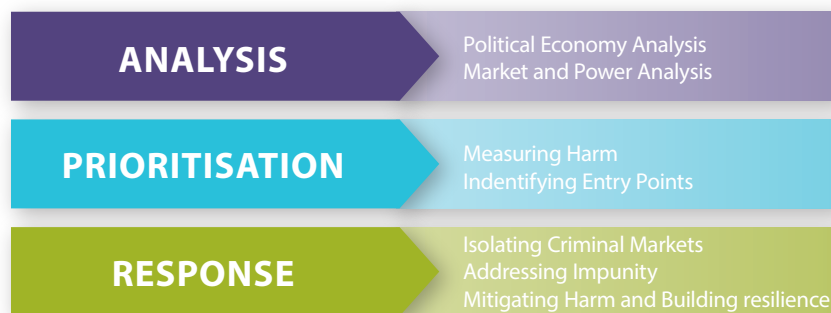 ANALYSIS
Political Economy Analysis
Market and Power Analysis
PRIORITISATION
Measuring Harm
Indentifying Entry Points
RESPONSE
Isolating Criminal Markets
Addressing Impunity
Mitigating Harm and Building resilience